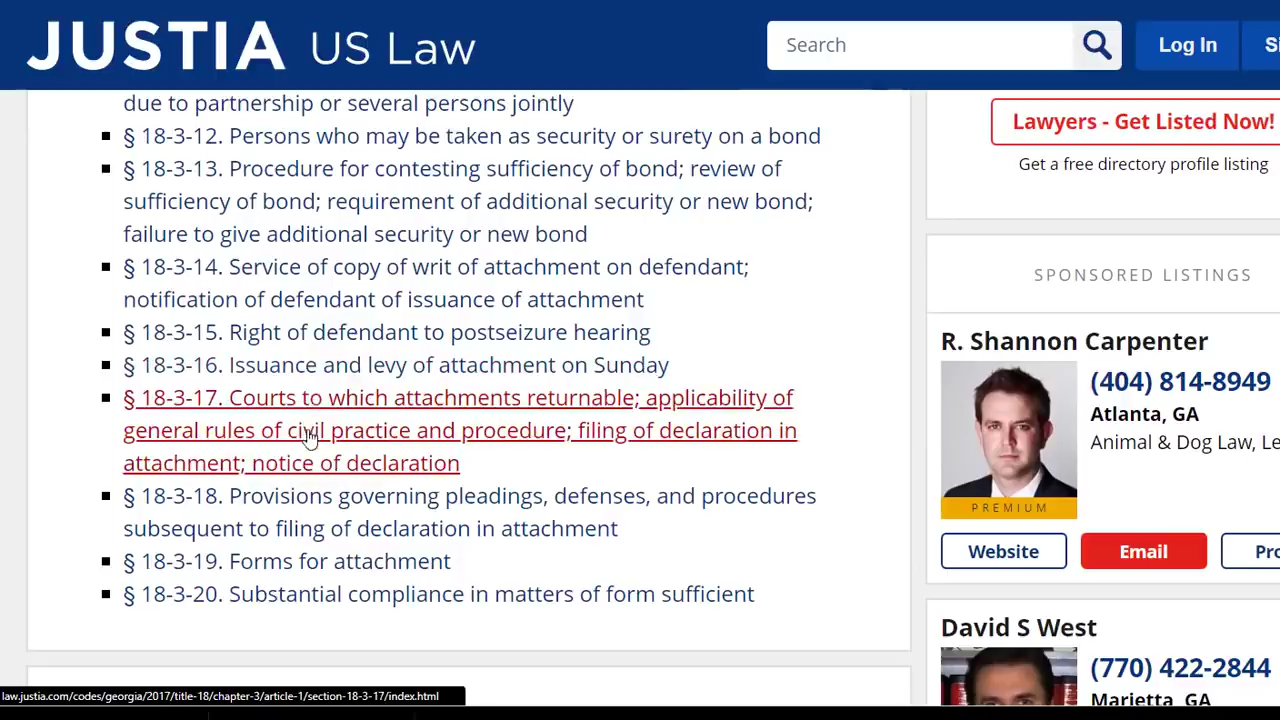 JUSTIA US Law
Search
Log In
due to partnership or several persons jointly
§ 18-3-12. Persons who may be taken as security or surety on a bond
§ 18-3-13. Procedure for contesting sufficiency of bond; review of
sufficiency of bond; requirement of additional security or new bond;
failure to give additional security or new bond
§ 18-3-14. Service of copy of writ of attachment on defendant;
notification of defendant of issuance of attachment
§ 18-3-15. Right of defendant to postseizure hearing
§ 18-3-16. Issuance and levy of attachment on Sunday
§ 18-3-17. Courts to which attachments returnable; applicability of
general rules of civil practice and procedure; filing of declaration in
attachment; notice of declaration
§ 18-3-18. Provisions governing pleadings, defenses, and procedures
subsequent to filing of declaration in attachment
§ 18-3-19. Forms for attachment
§ 18-3-20. Substantial compliance in matters of form sufficient
Lawyers - Get Listed Now!
Get a free directory profile listing
SPONSORED LISTINGS
R. Shannon Carpenter
(404) 814-8949
Atlanta, GA
Animal & Dog Law, Le
PREMIUM
Website
Email
Pro
David S West
(770) 422-2844
Marietta, GA
law.justia.com/codes/georgia/2017/title-18/chapter-3/article-1/section-18-3-17/index.html